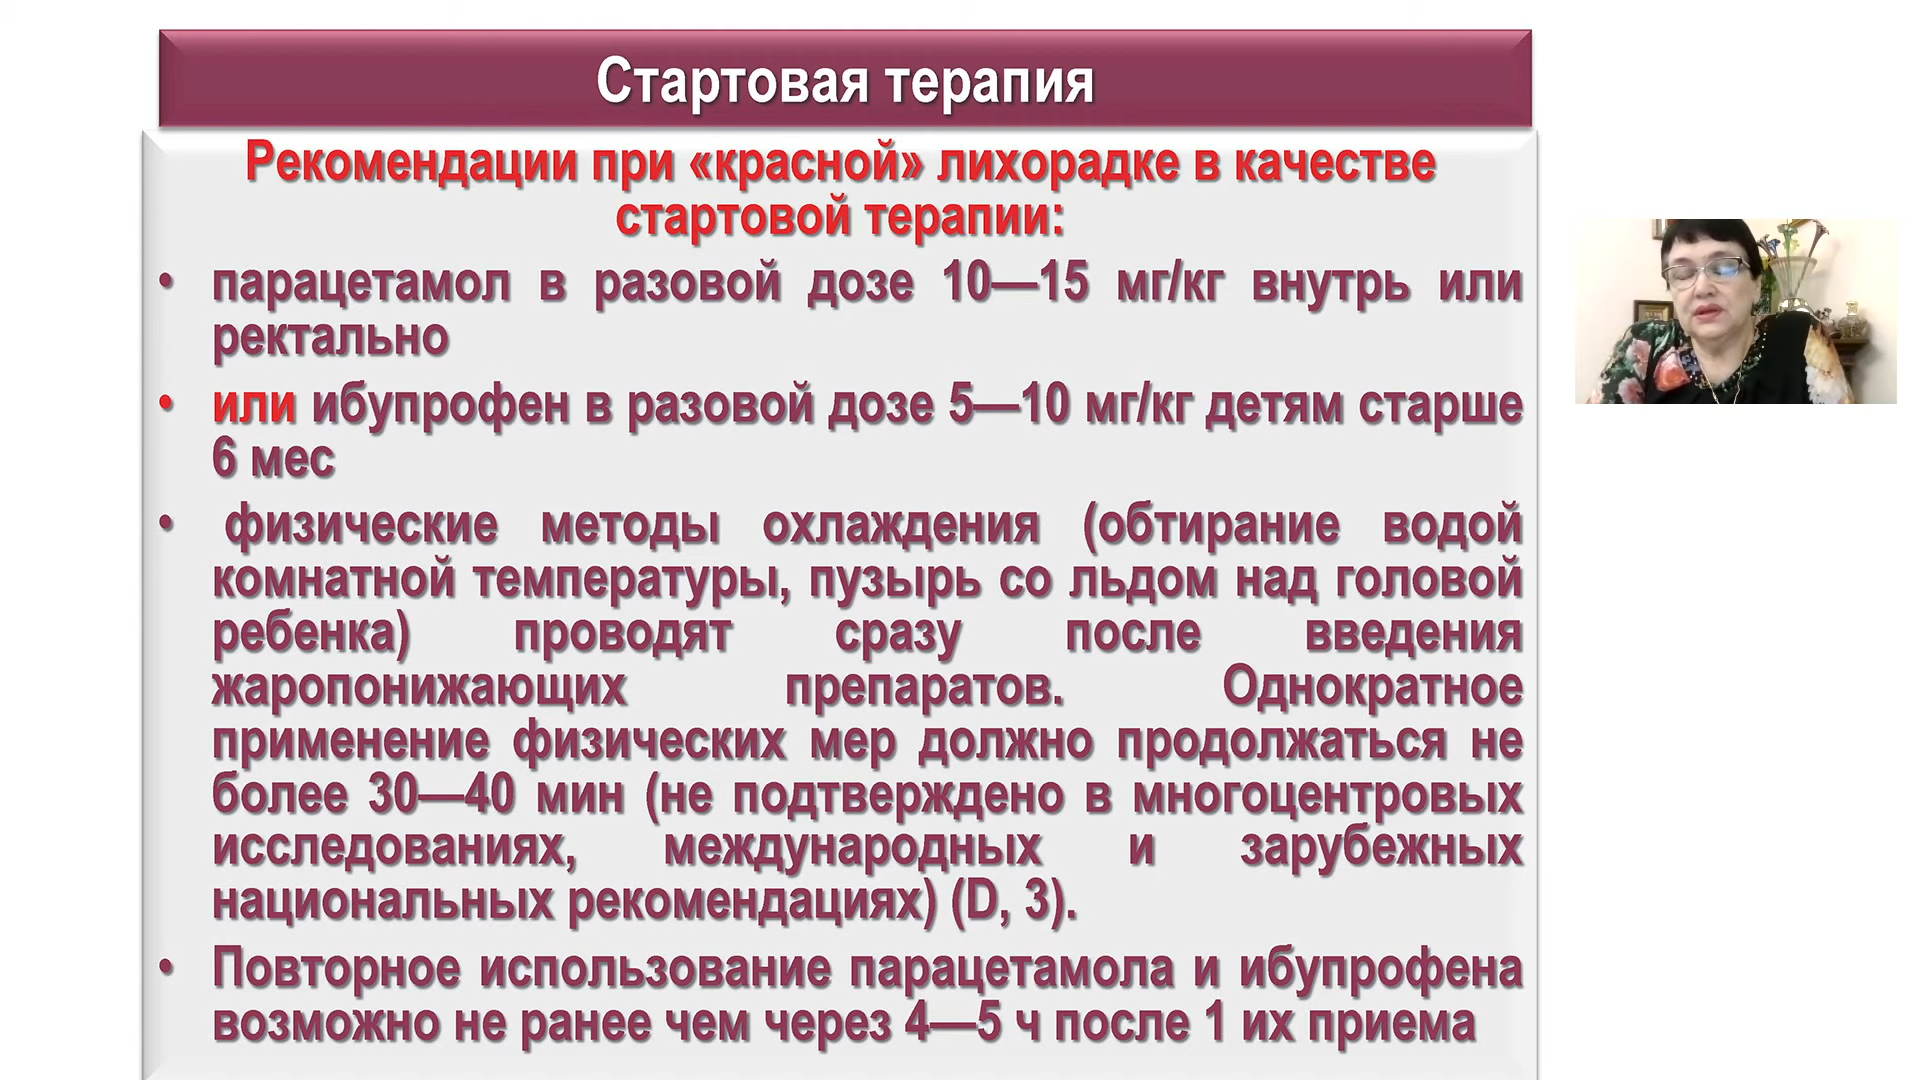 Стартовая терапия
Рекомендации при «красной» лихорадке в качестве
стартовой терапии:
• парацетамол в разовой дозе 10—15 мг/кг внутрь или
ректально
• или ибупрофен в разовой дозе 5—10 мг/кг детям старше
6 мес
• физические методы охлаждения (обтирание водой
комнатной температуры, пузырь со льдом над головой
ребенка) проводят сразу после введения
жаропонижающих препаратов. Однократное
применение физических мер должно продолжаться не
более 30—40 мин (не подтверждено в многоцентровых
исследованиях, международных и зарубежных
национальных рекомендациях) (D, 3).
• Повторное использование парацетамола и ибупрофена
возможно не ранее чем через 4—5 ч после 1 их приема